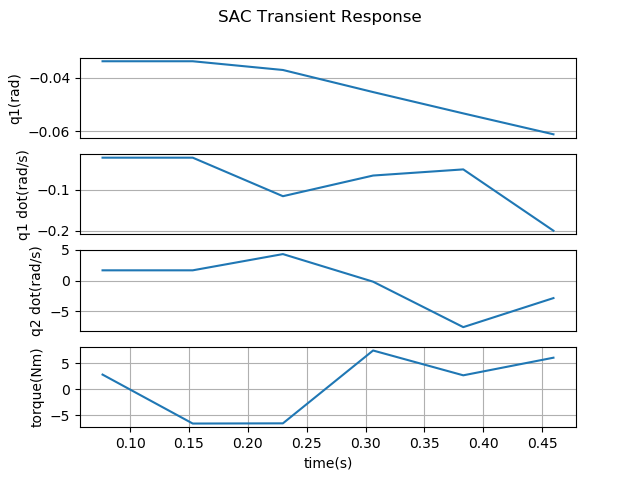 SAC Transient Response
q1(rad)
−0.04
−0.06
q1 dot(rad/s)
−0.1
−0.2
q2 dot(rad/s)
5
0
−5
torque(Nm)
5
0
−5
0.10 0.15 0.20 0.25 0.30 0.35 0.40 0.45
time(s)